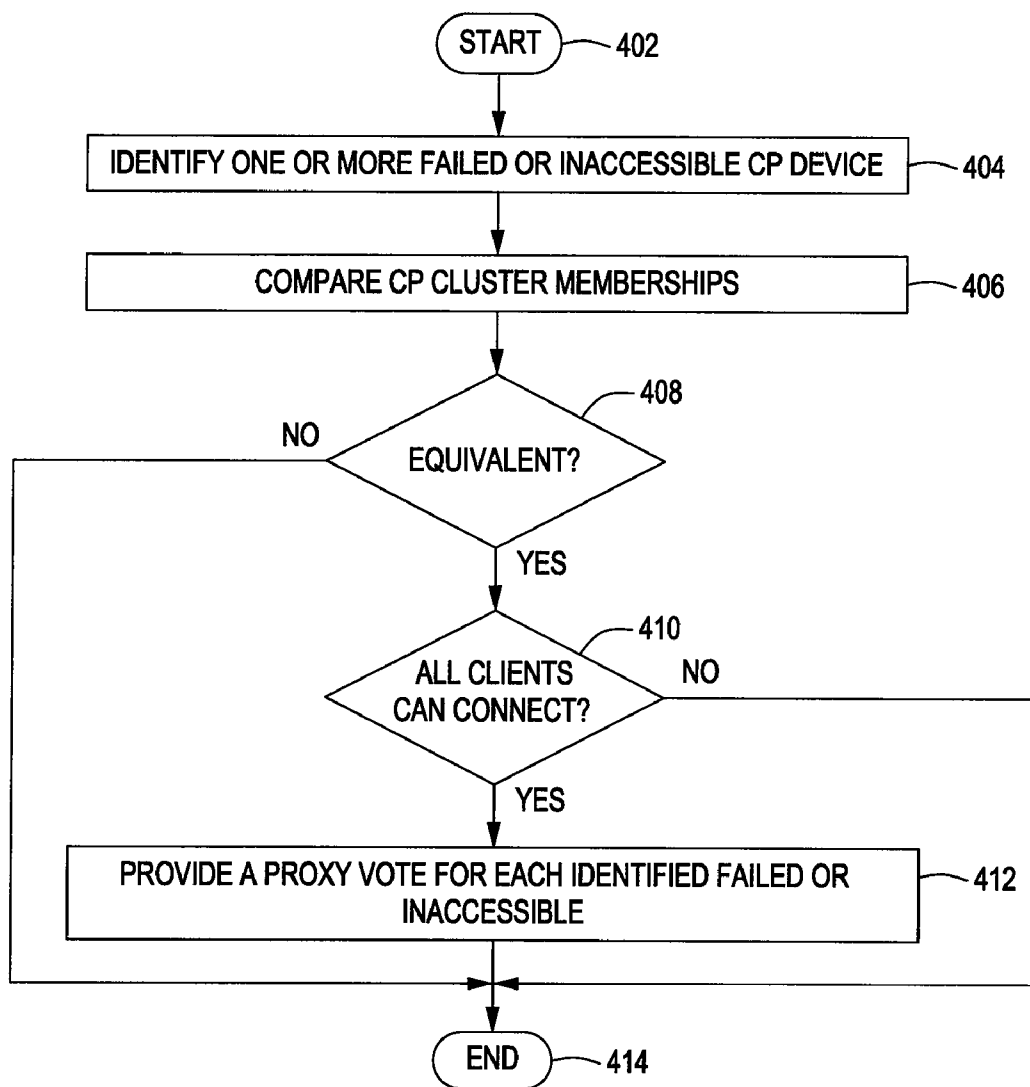 START
402
IDENTIFY ONE OR MORE FAILED OR INACCESSIBLE CP DEVICE
404
COMPARE CP CLUSTER MEMBERSHIPS
406
408
NO
EQUIVALENT?
YES
410
ALL CLIENTS
CAN CONNECT?
NO
YES
PROVIDE A PROXY VOTE FOR EACH IDENTIFIED FAILED OR
INACCESSIBLE
412
END
414